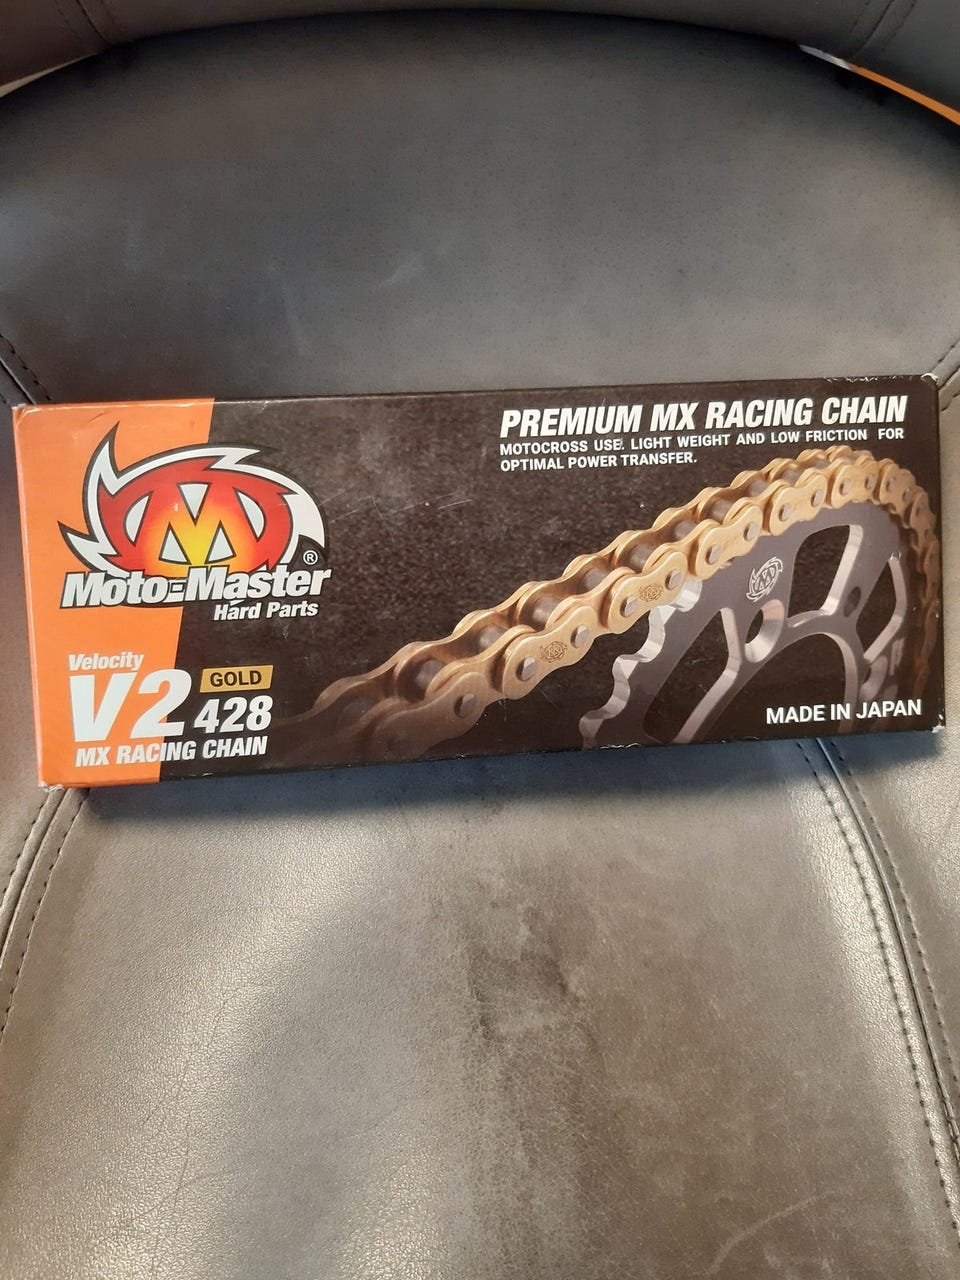 PREMIUM MX RACING CHAIN
MOTOCROSS USE. LIGHT WEIGHT AND LOW FRICTION FOR
OPTIMAL POWER TRANSFER.
®
Moto-Master
Hard Parts
Velocity
V2 GOLD 428
MX RACING CHAIN
MADE IN JAPAN